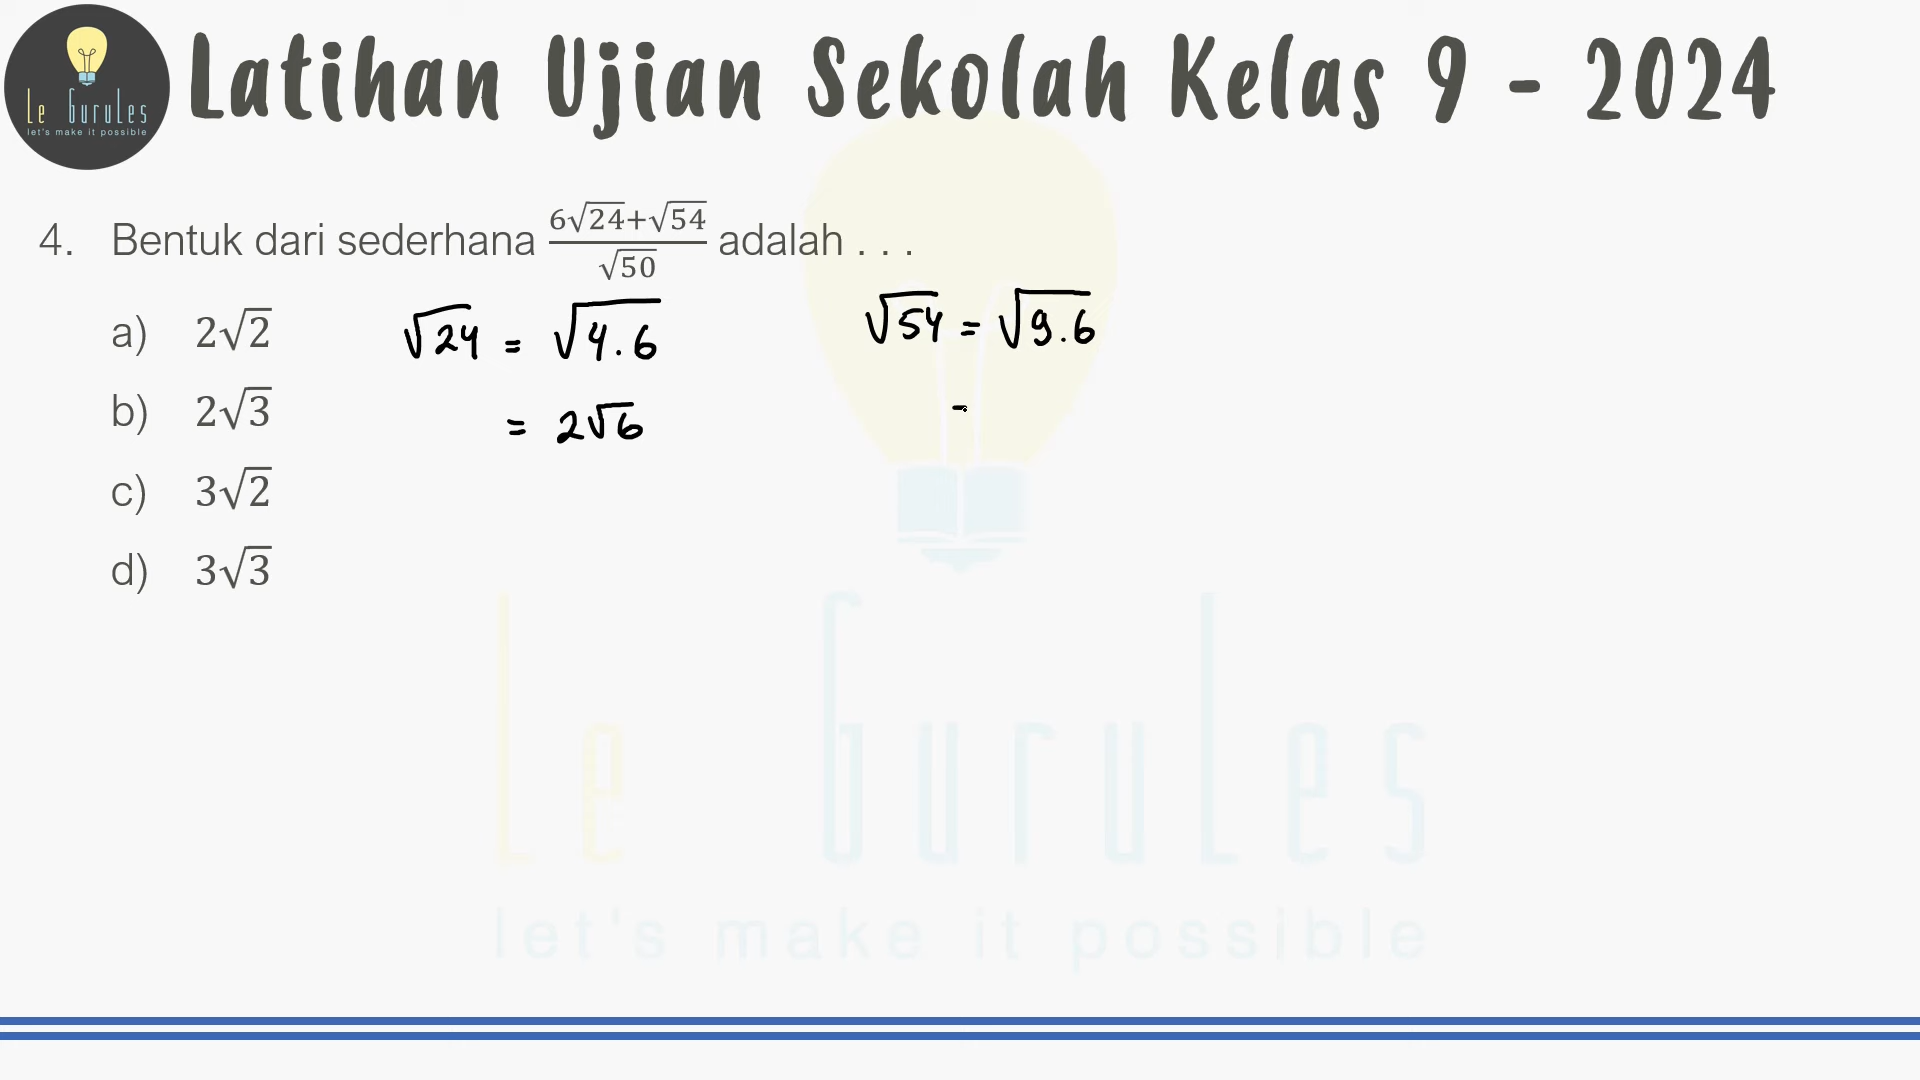 Le GuruLes
let's make it possible
Latihan Ujian Sekolah Kelas 9 - 2024
4. Bentuk dari sederhana (6√24+√54)/√50 adalah . . .
a) 2√2
b) 2√3
c) 3√2
d) 3√3
√24 = √4.6
= 2√6
√54 = √9.6
-
Le GuruLes
let's make it possible